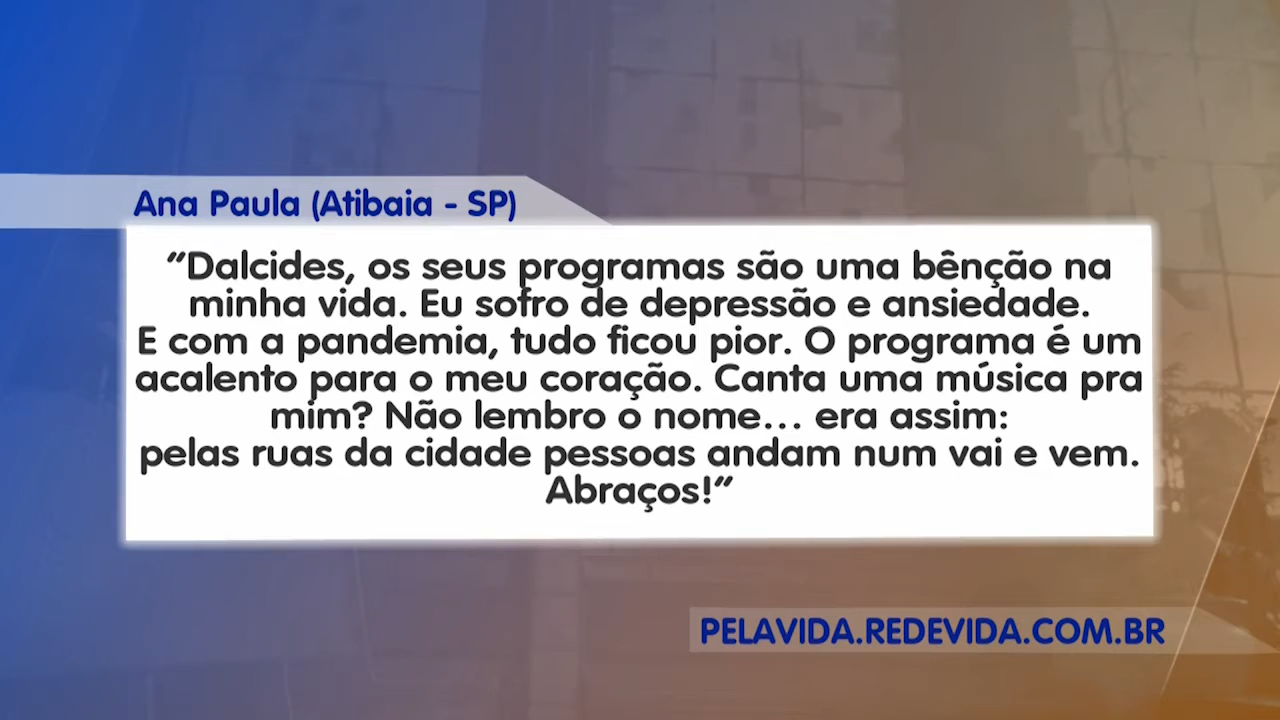 Ana Paula (Atibaia - SP)
“Dalcides, os seus programas são uma bênção na
minha vida. Eu sofro de depressão e ansiedade.
E com a pandemia, tudo ficou pior. O programa é um
acalento para o meu coração. Canta uma música pra
mim? Não lembro o nome... era assim:
pelas ruas da cidade pessoas andam num vai e vem.
Abraços!”
PELAVIDA.REDEVIDA.COM.BR